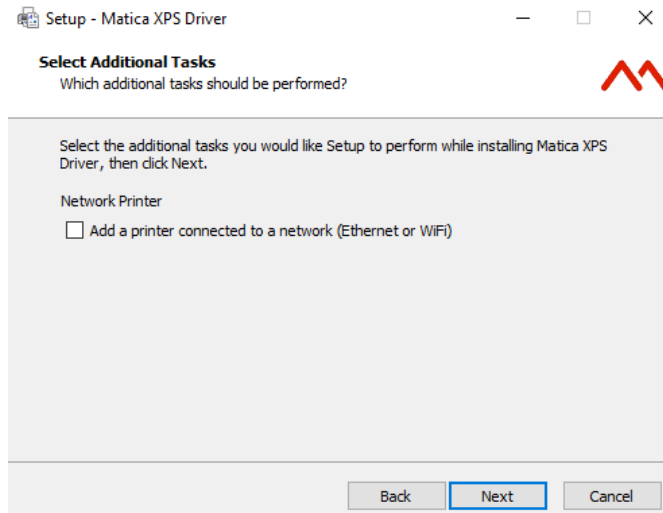 Setup - Matica XPS Driver
Select Additional Tasks
Which additional tasks should be performed?
Select the additional tasks you would like Setup to perform while installing Matica XPS
Driver, then click Next.
Network Printer
Add a printer connected to a network (Ethernet or WiFi)
Back Next Cancel